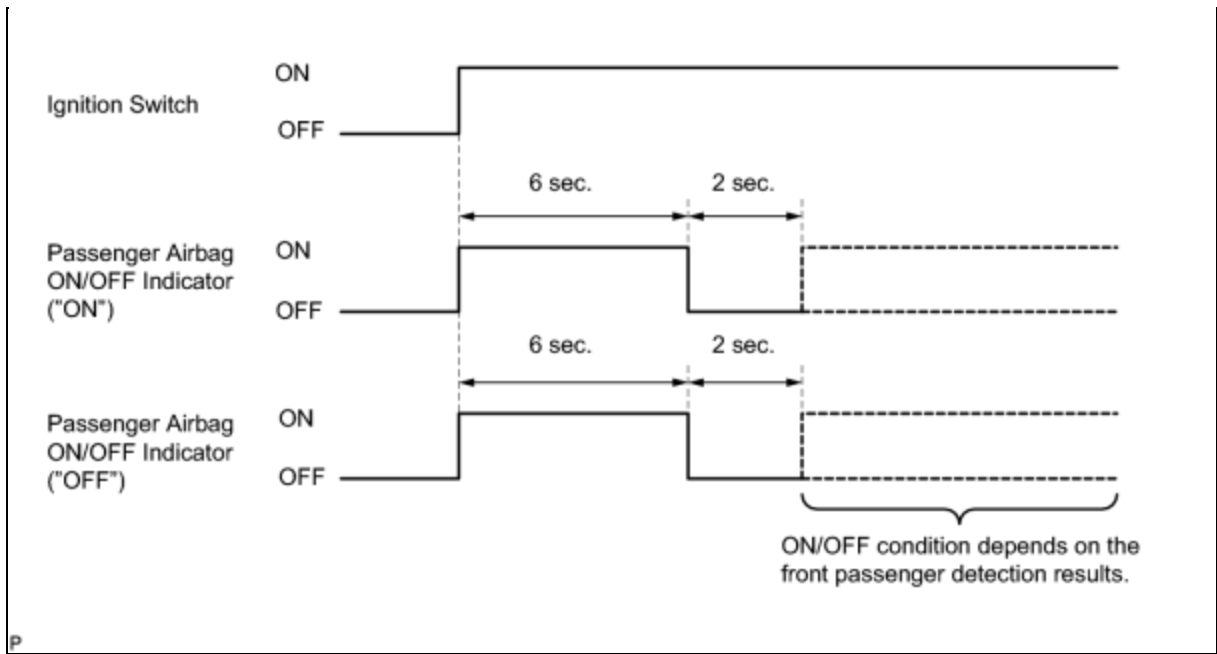 ON
Ignition Switch
OFF
6 sec.
2 sec.
Passenger Airbag
ON/OFF Indicator
("ON")
ON
OFF
6 sec.
2 sec.
Passenger Airbag
ON/OFF Indicator
("OFF")
ON
OFF
ON/OFF condition depends on the
front passenger detection results.
P